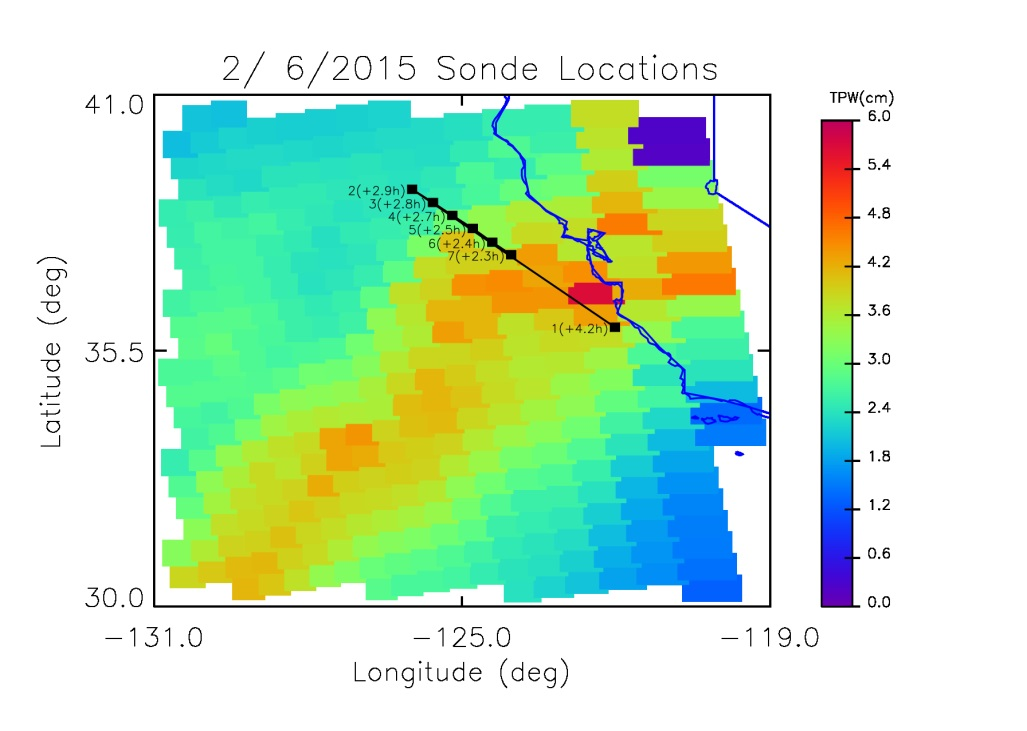 2/ 6/2015 Sonde Locations
TPW(cm)
41.0
35.5
30.0
Latitude (deg)
2(+2.9h)
3(+2.8h)
4(+2.7h)
5(+2.5h)
6(+2.4h)
7(+2.3h)
1(+4.2h)
6.0
5.4
4.8
4.2
3.6
3.0
2.4
1.8
1.2
0.6
0.0
−131.0
−125.0
−119.0
Longitude (deg)